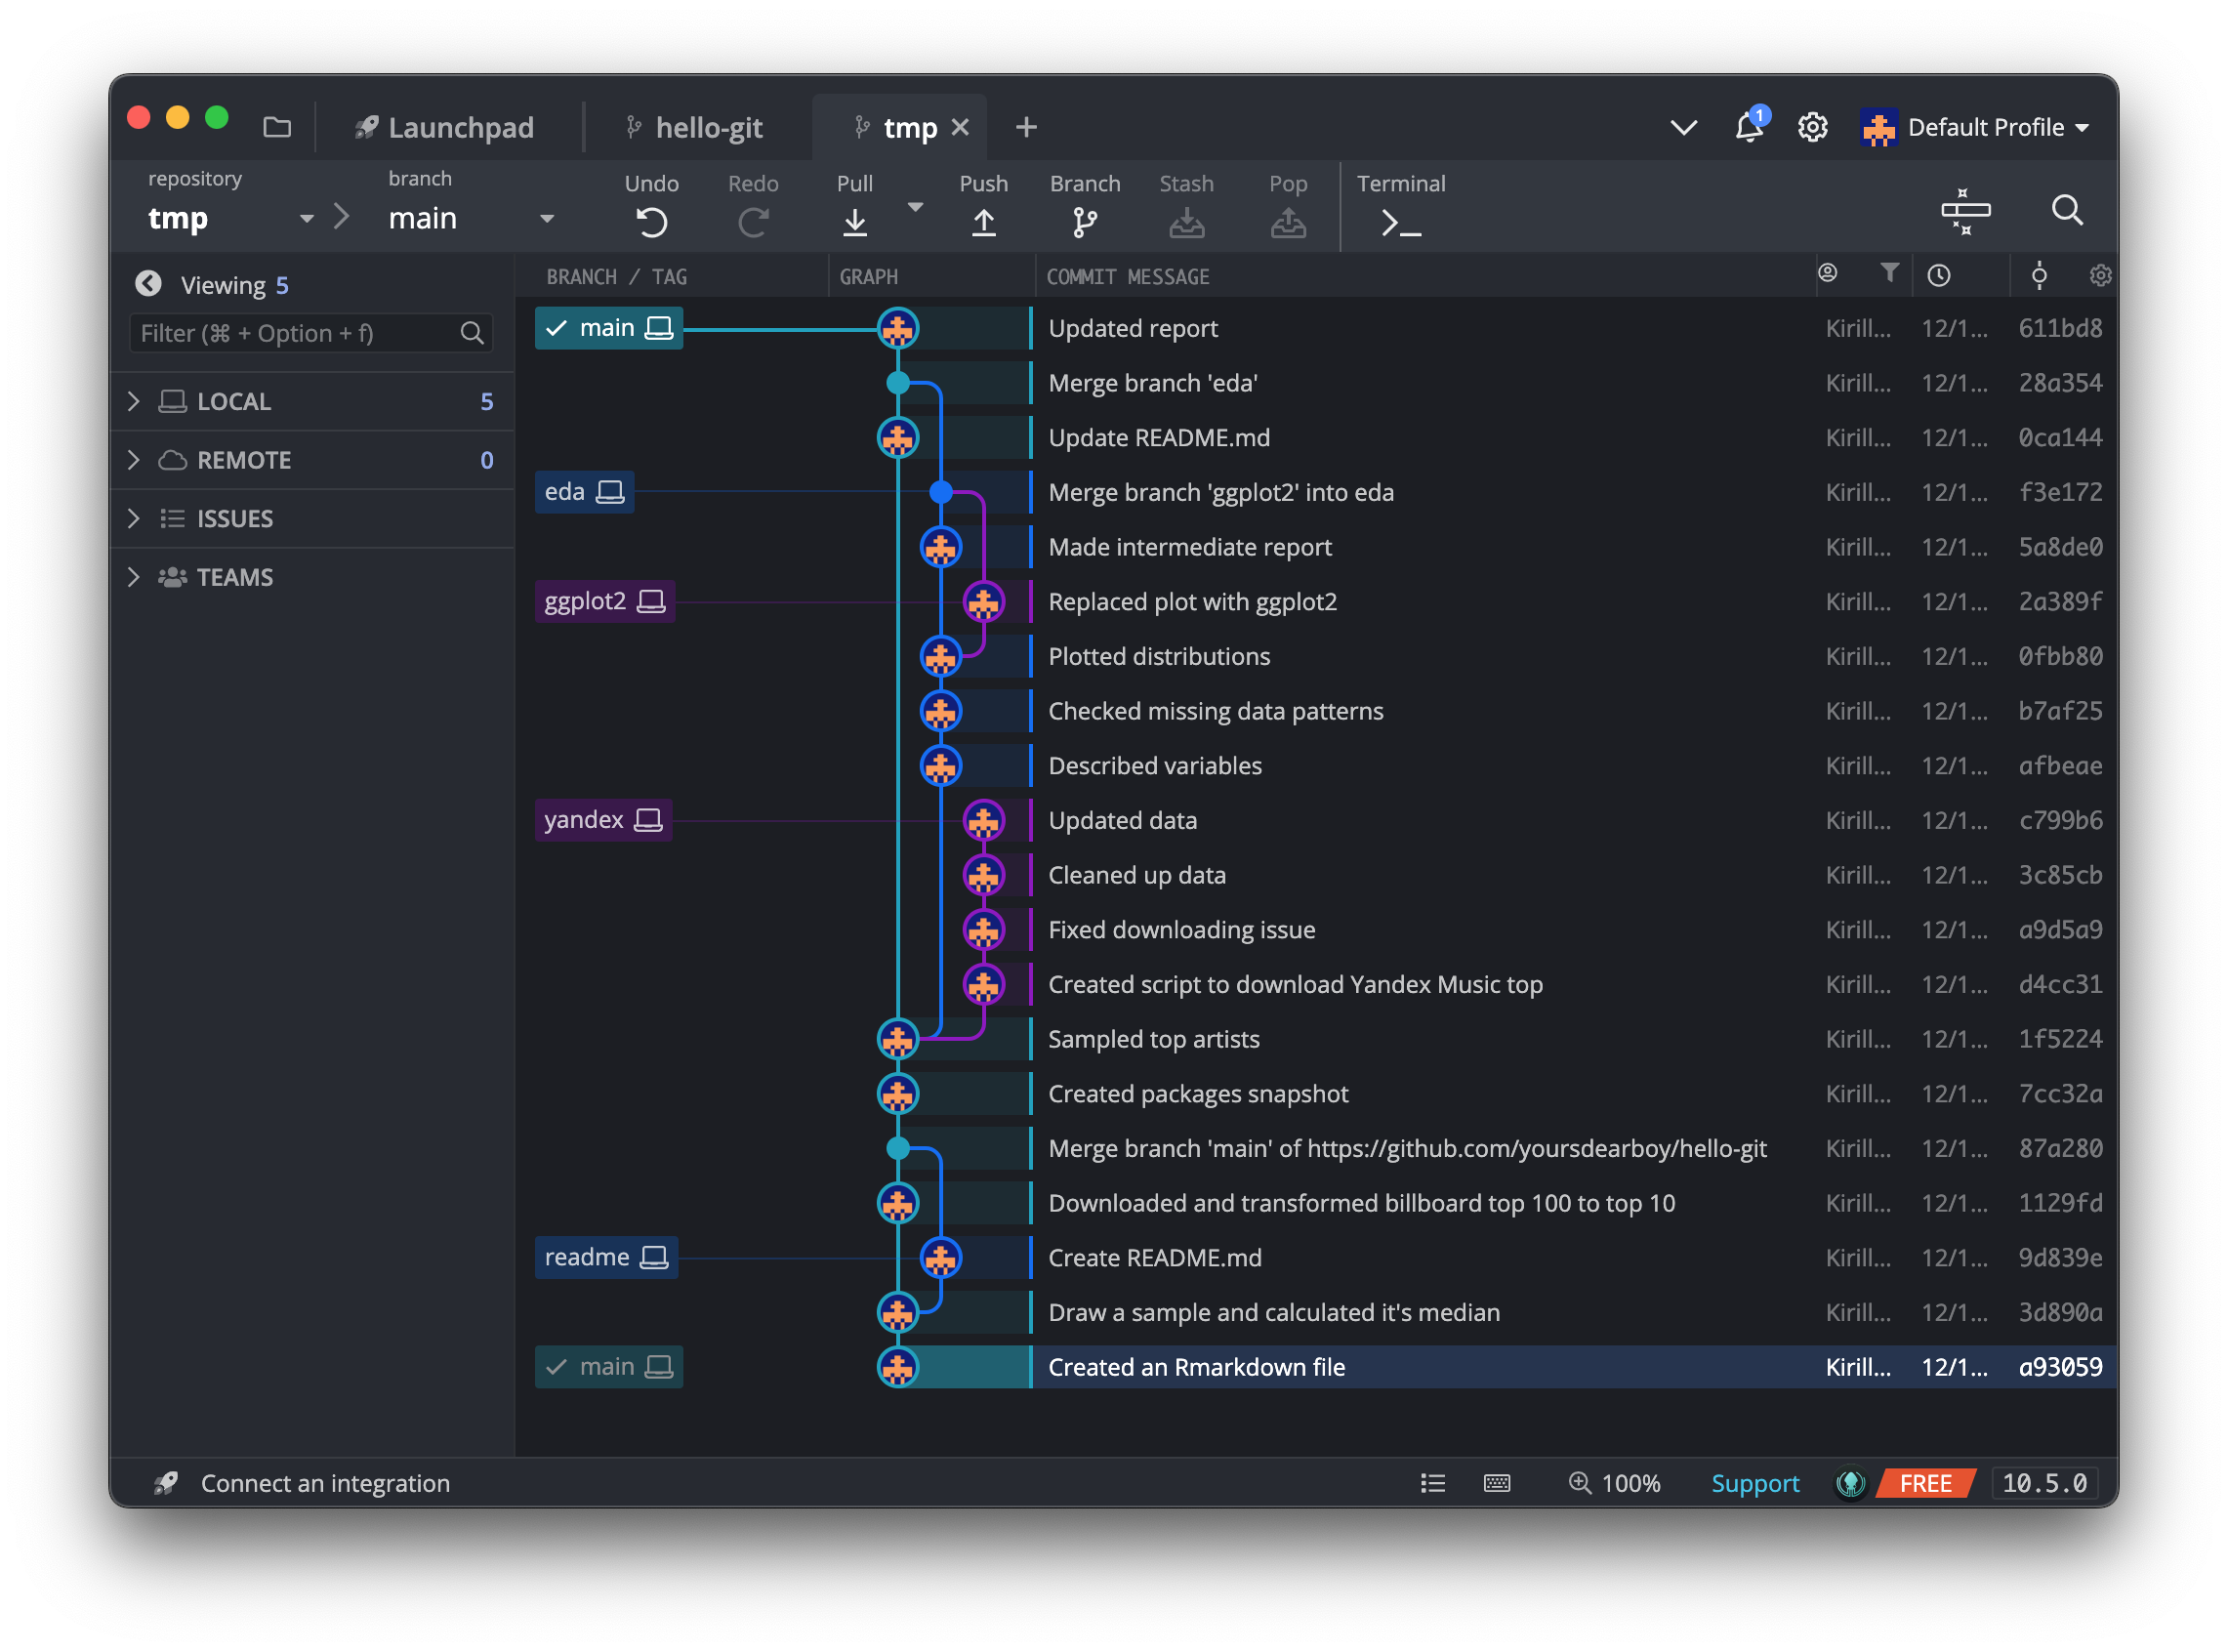 Launchpad
hello-git
tmp
1
Default Profile
repository
tmp
branch
main
Undo
Redo
Pull
Push
Branch
Stash
Pop
Terminal
Viewing 5
Filter (⌘ + Option + f)
LOCAL 5
REMOTE 0
ISSUES
TEAMS
BRANCH / TAG GRAPH COMMIT MESSAGE
main Updated report Kirill... 12/1... 611bd8
Merge branch 'eda' Kirill... 12/1... 28a354
Update README.md Kirill... 12/1... 0ca144
eda Merge branch 'ggplot2' into eda Kirill... 12/1... f3e172
Made intermediate report Kirill... 12/1... 5a8de0
ggplot2 Replaced plot with ggplot2 Kirill... 12/1... 2a389f
Plotted distributions Kirill... 12/1... 0fbb80
Checked missing data patterns Kirill... 12/1... b7af25
Described variables Kirill... 12/1... afbeae
yandex Updated data Kirill... 12/1... c799b6
Cleaned up data Kirill... 12/1... 3c85cb
Fixed downloading issue Kirill... 12/1... a9d5a9
Created script to download Yandex Music top Kirill... 12/1... d4cc31
Sampled top artists Kirill... 12/1... 1f5224
Created packages snapshot Kirill... 12/1... 7cc32a
Merge branch 'main' of https://github.com/yoursdearboy/hello-git Kirill... 12/1... 87a280
Downloaded and transformed billboard top 100 to top 10 Kirill... 12/1... 1129fd
readme Create README.md Kirill... 12/1... 9d839e
Draw a sample and calculated it's median Kirill... 12/1... 3d890a
main Created an Rmarkdown file Kirill... 12/1... a93059
Connect an integration
100%
Support
FREE
10.5.0